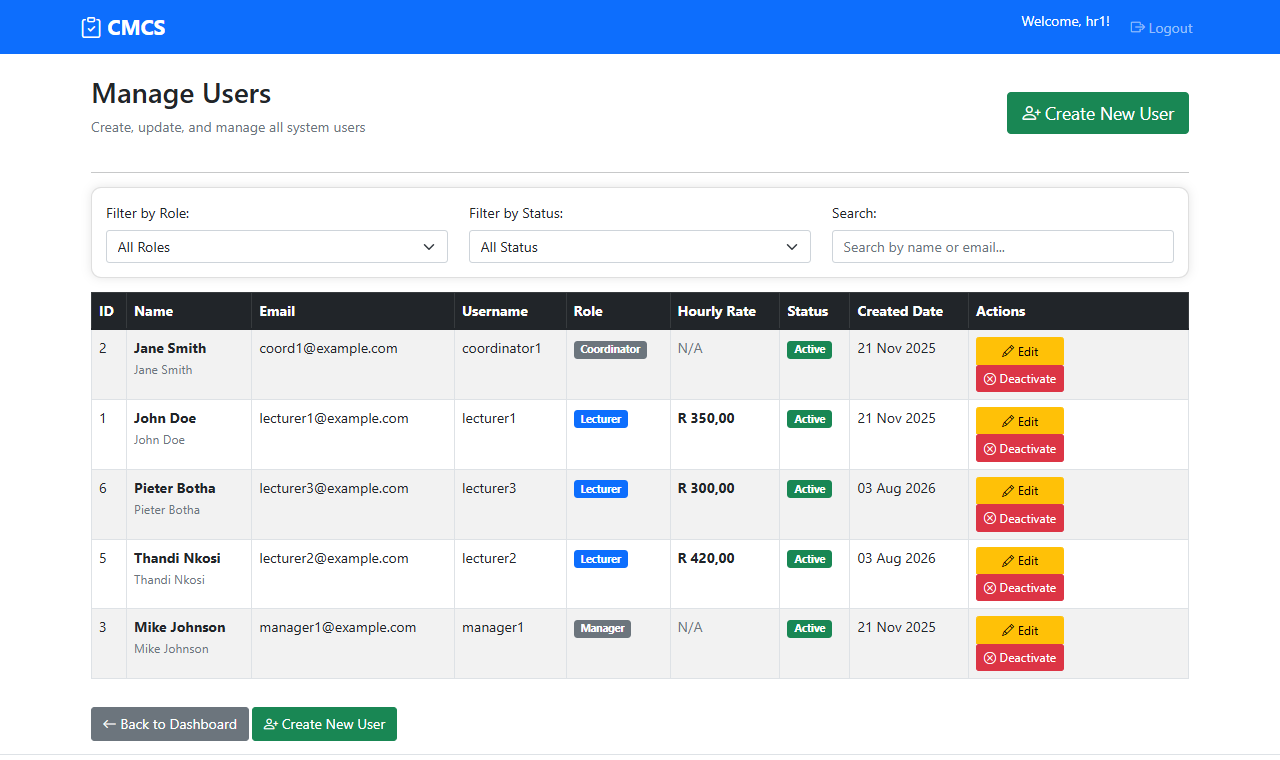 CMCS
Welcome, hr1!
Logout
Manage Users
Create, update, and manage all system users
Create New User
Filter by Role:
Filter by Status:
Search:
All Roles
All Status
Search by name or email...
ID Name Email Username Role Hourly Rate Status Created Date Actions
2 Jane Smith coord1@example.com coordinator1 Coordinator N/A Active 21 Nov 2025 Edit
Jane Smith Deactivate
1 John Doe lecturer1@example.com lecturer1 Lecturer R 350,00 Active 21 Nov 2025 Edit
John Doe Deactivate
6 Pieter Botha lecturer3@example.com lecturer3 Lecturer R 300,00 Active 03 Aug 2026 Edit
Pieter Botha Deactivate
5 Thandi Nkosi lecturer2@example.com lecturer2 Lecturer R 420,00 Active 03 Aug 2026 Edit
Thandi Nkosi Deactivate
3 Mike Johnson manager1@example.com manager1 Manager N/A Active 21 Nov 2025 Edit
Mike Johnson Deactivate
Back to Dashboard
Create New User